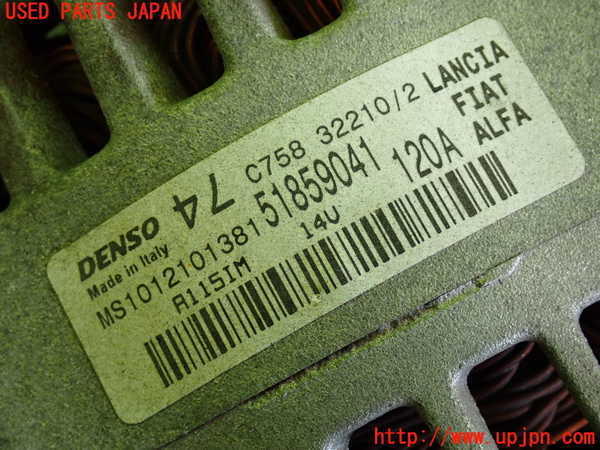 USED PARTS JAPAN
LANCIA
FIAT
ALFA
C758 32210/2
74
DENSO
Made in Italy
51859041 120A
MS1012101381
14V
A115IM
http://www.upjpn.com/